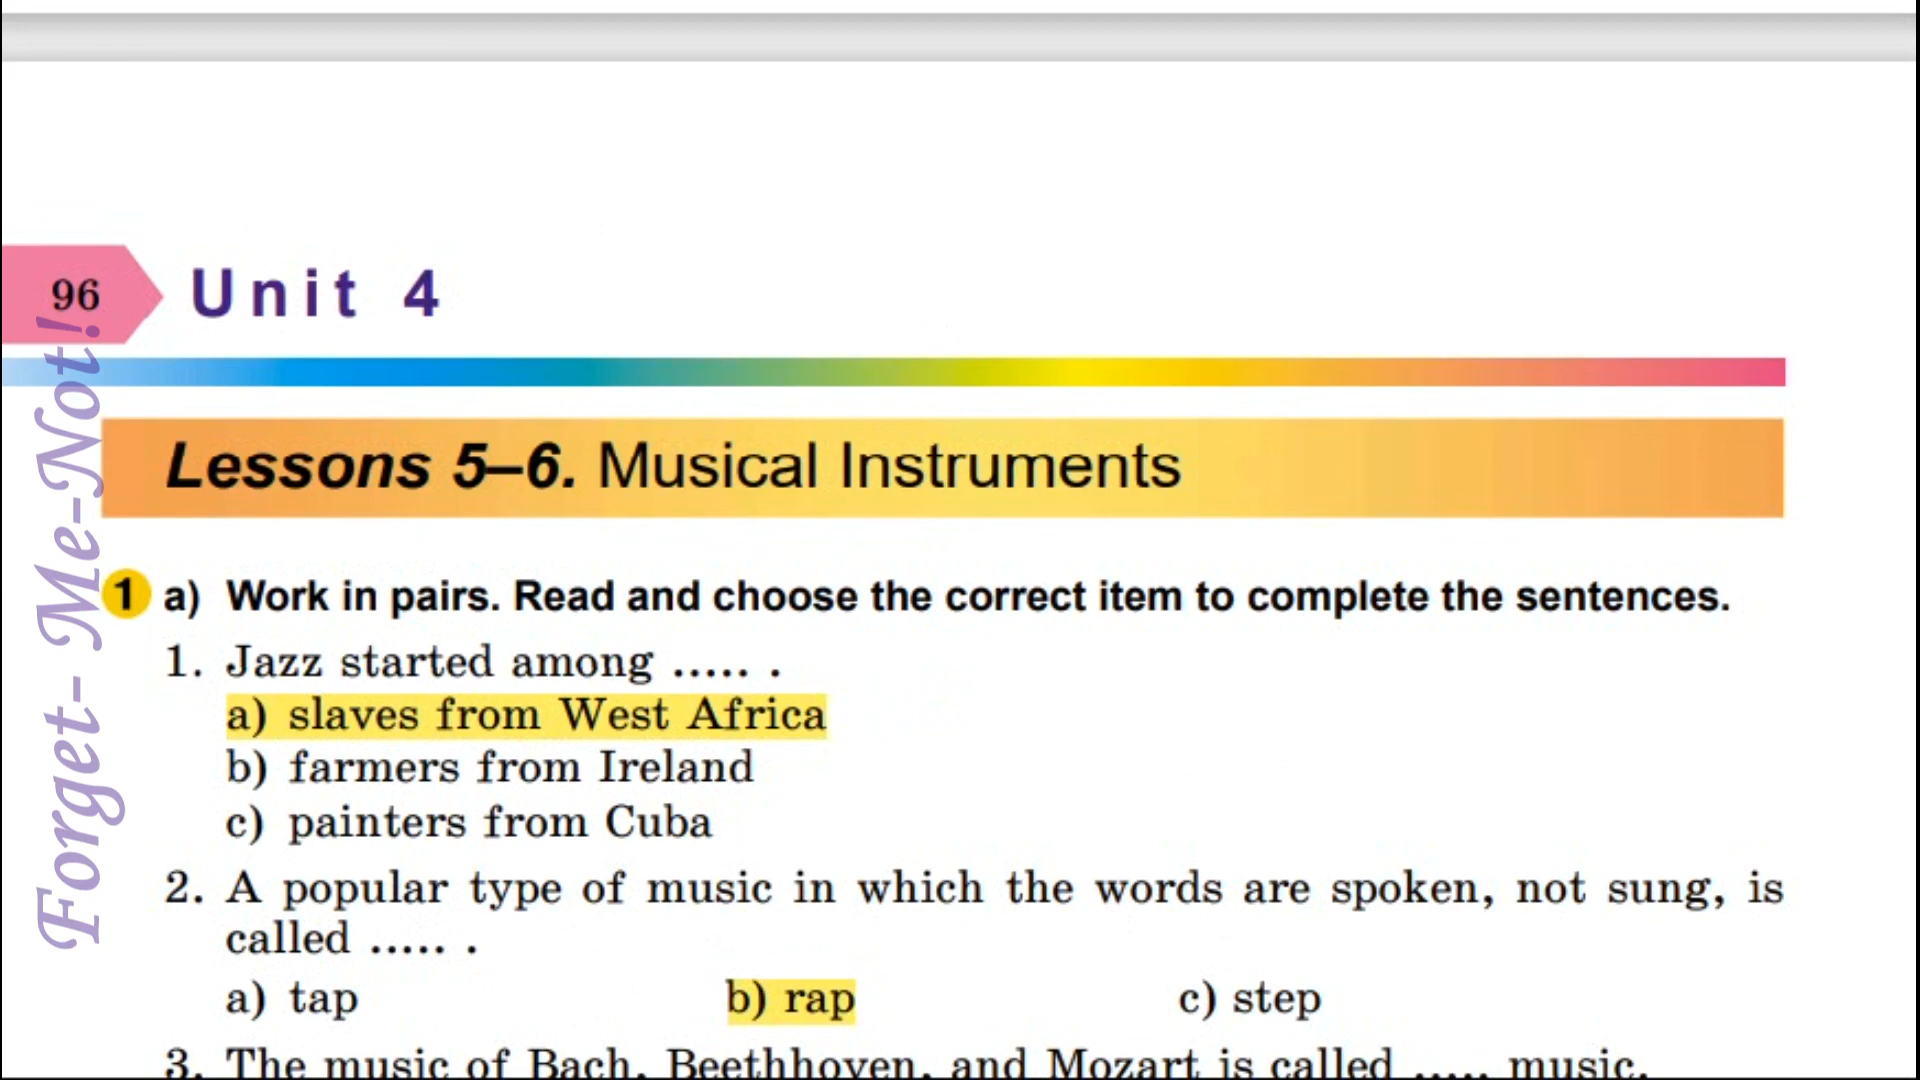 96 Unit 4
Forget- Me-Not!
Lessons 5–6. Musical Instruments
1 a) Work in pairs. Read and choose the correct item to complete the sentences.
1. Jazz started among ..... .
a) slaves from West Africa
b) farmers from Ireland
c) painters from Cuba
2. A popular type of music in which the words are spoken, not sung, is
called ..... .
a) tap b) rap c) step
3. The music of Bach, Beethhoven, and Mozart is called ..... music.